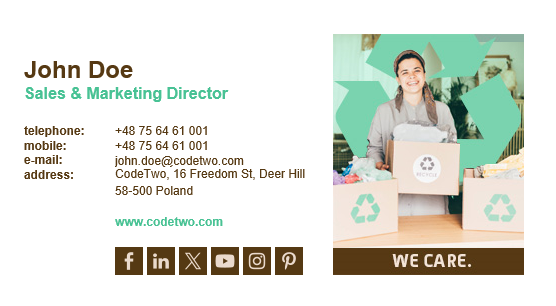 John Doe
Sales & Marketing Director
telephone: +48 75 64 61 001
mobile: +48 75 64 61 001
e-mail: john.doe@codetwo.com
address: CodeTwo, 16 Freedom St, Deer Hill
58-500 Poland
www.codetwo.com
RECYCLE
WE CARE.